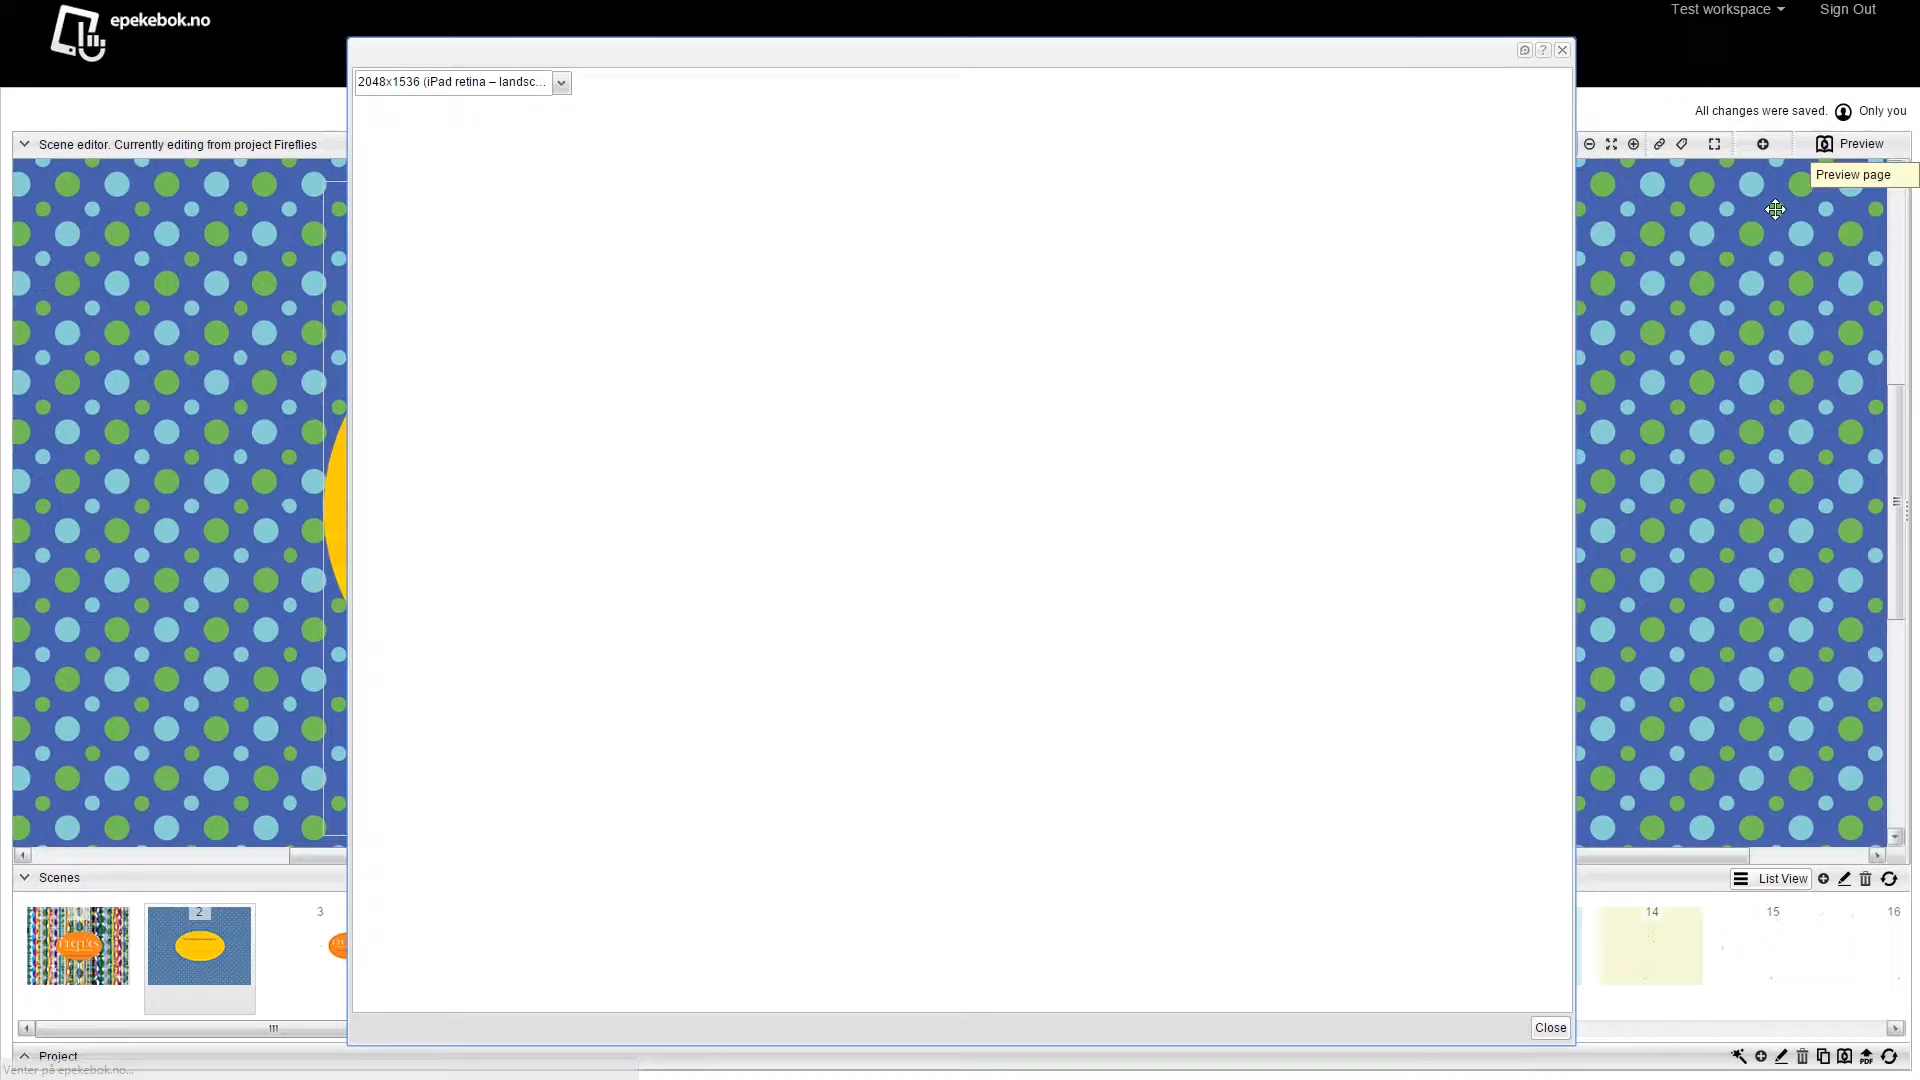 epekebok.no
Test workspace
Sign Out
2048x1536 (iPad retina – landsc...
All changes were saved.
Only you
Scene editor. Currently editing from project Fireflies
Preview
Preview page
Scenes
List View
1
2
3
14
15
16
Close
Project
Venter på epekebok.no...